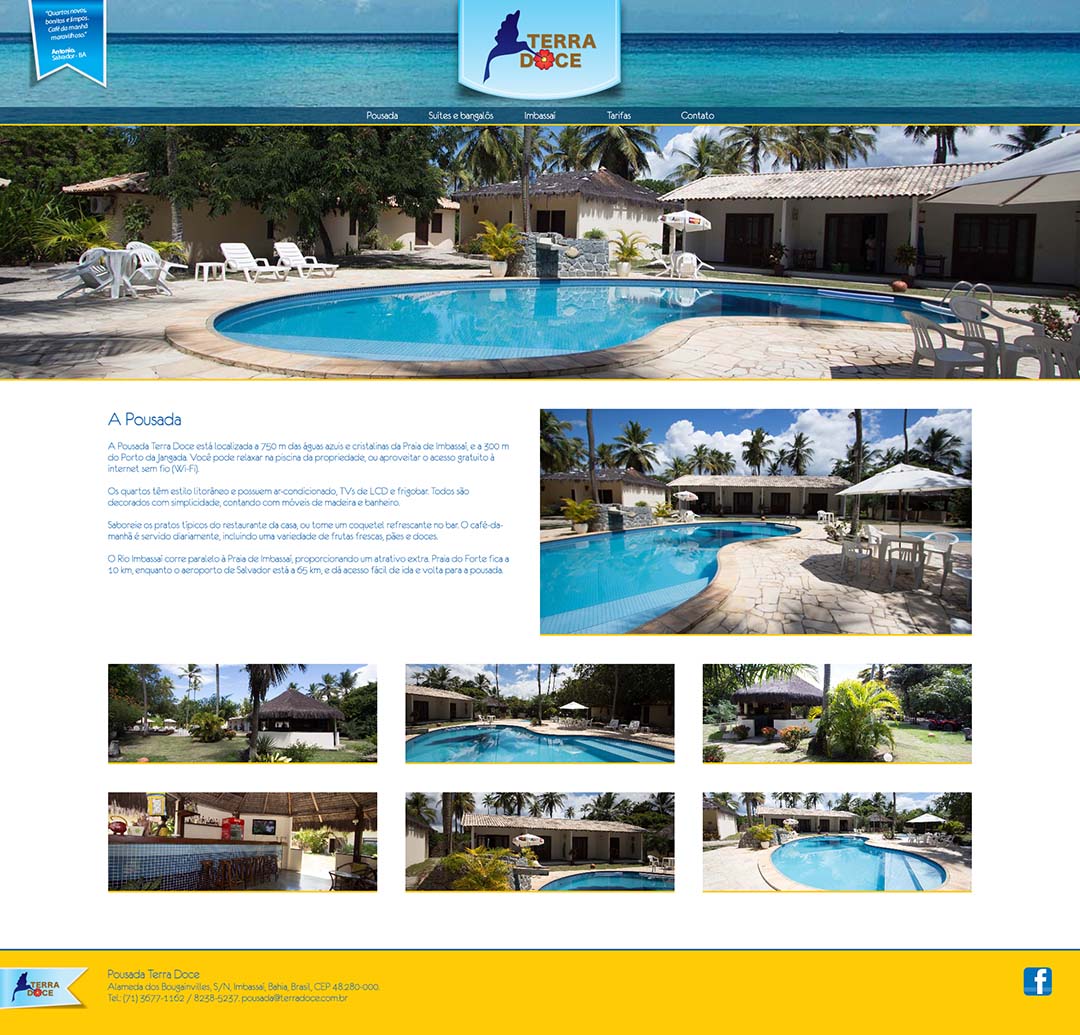 "Quartos novos,
bonitos e limpos.
Café da manhã
maravilhoso."
Antonio,
Salvador - BA
TERRA
DOCE
Pousada Suítes e bangalôs Imbassaí Tarifas Contato
A Pousada
A Pousada Terra Doce está localizada a 750 m das águas azuis e cristalinas da Praia de Imbassaí, e a 300 m
do Porto da Jangada. Você pode relaxar na piscina da propriedade, ou aproveitar o acesso gratuito à
internet sem fio (Wi-Fi).
Os quartos têm estilo litorâneo e possuem ar-condicionado, TVs de LCD e frigobar. Todos são
decorados com simplicidade, contando com móveis de madeira e banheiro.
Saboreie os pratos típicos do restaurante da casa, ou tome um coquetel refrescante no bar. O café-da-
manhã é servido diariamente, incluindo uma variedade de frutas frescas, pães e doces.
O Rio Imbassaí corre paralelo à Praia de Imbassaí, proporcionando um atrativo extra. Praia do Forte fica a
10 km, enquanto o aeroporto de Salvador está a 65 km, e dá acesso fácil de ida e volta para a pousada.
TERRA
DOCE
Pousada Terra Doce
Alameda dos Bougainvilles, S/N, Imbassaí, Bahia, Brasil, CEP 48.280-000.
Tel.: (71) 3677-1162 / 8238-5237. pousada@terradoce.com.br
f